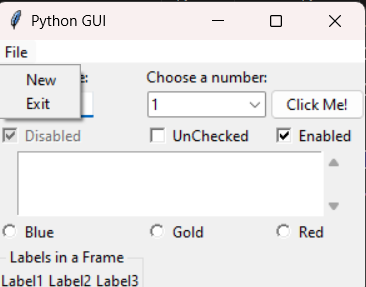 Python GUI
File
New
Exit
e:
Choose a number:
1
Click Me!
Disabled
UnChecked
Enabled
Blue
Gold
Red
Labels in a Frame
Label1 Label2 Label3